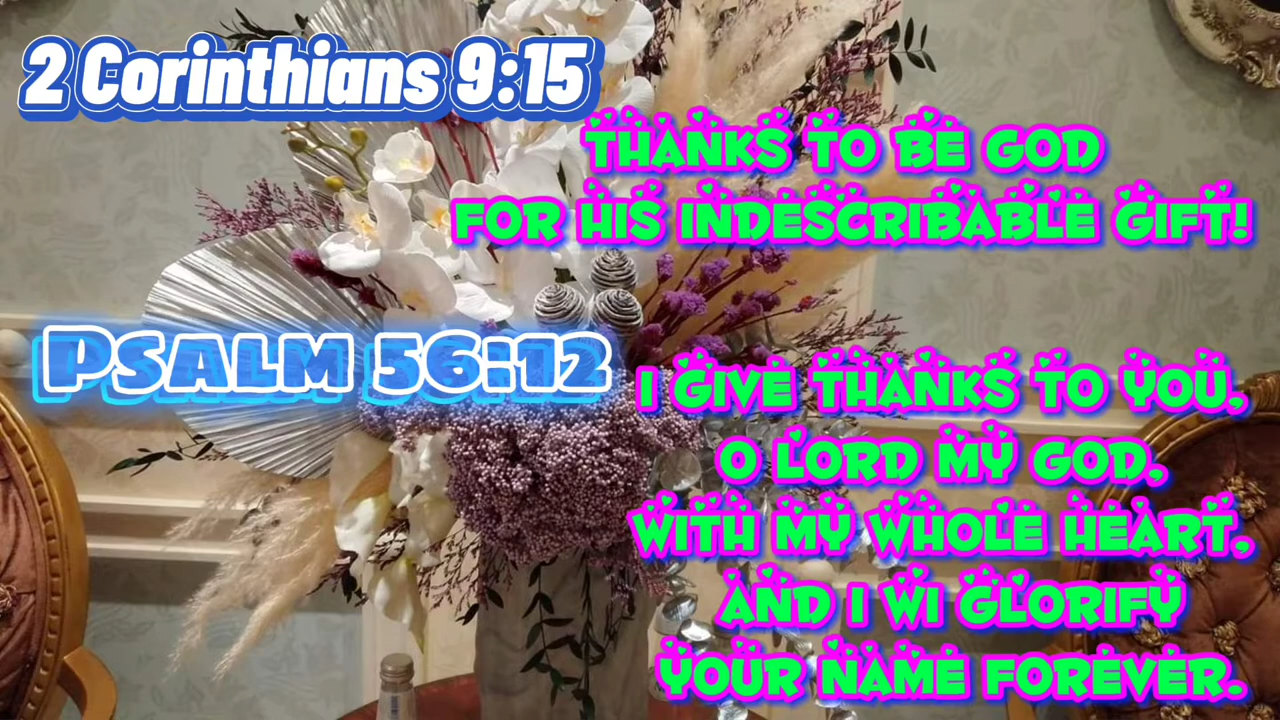 2 Corinthians 9:15
THANKS TO BE GOD
FOR HIS INDESCRIBABLE GIFT!
PSALM 56:12
I GIVE THANKS TO YOU,
O LORD MY GOD,
WITH MY WHOLE HEART,
AND I WI GLORIFY
YOUR NAME FOREVER.